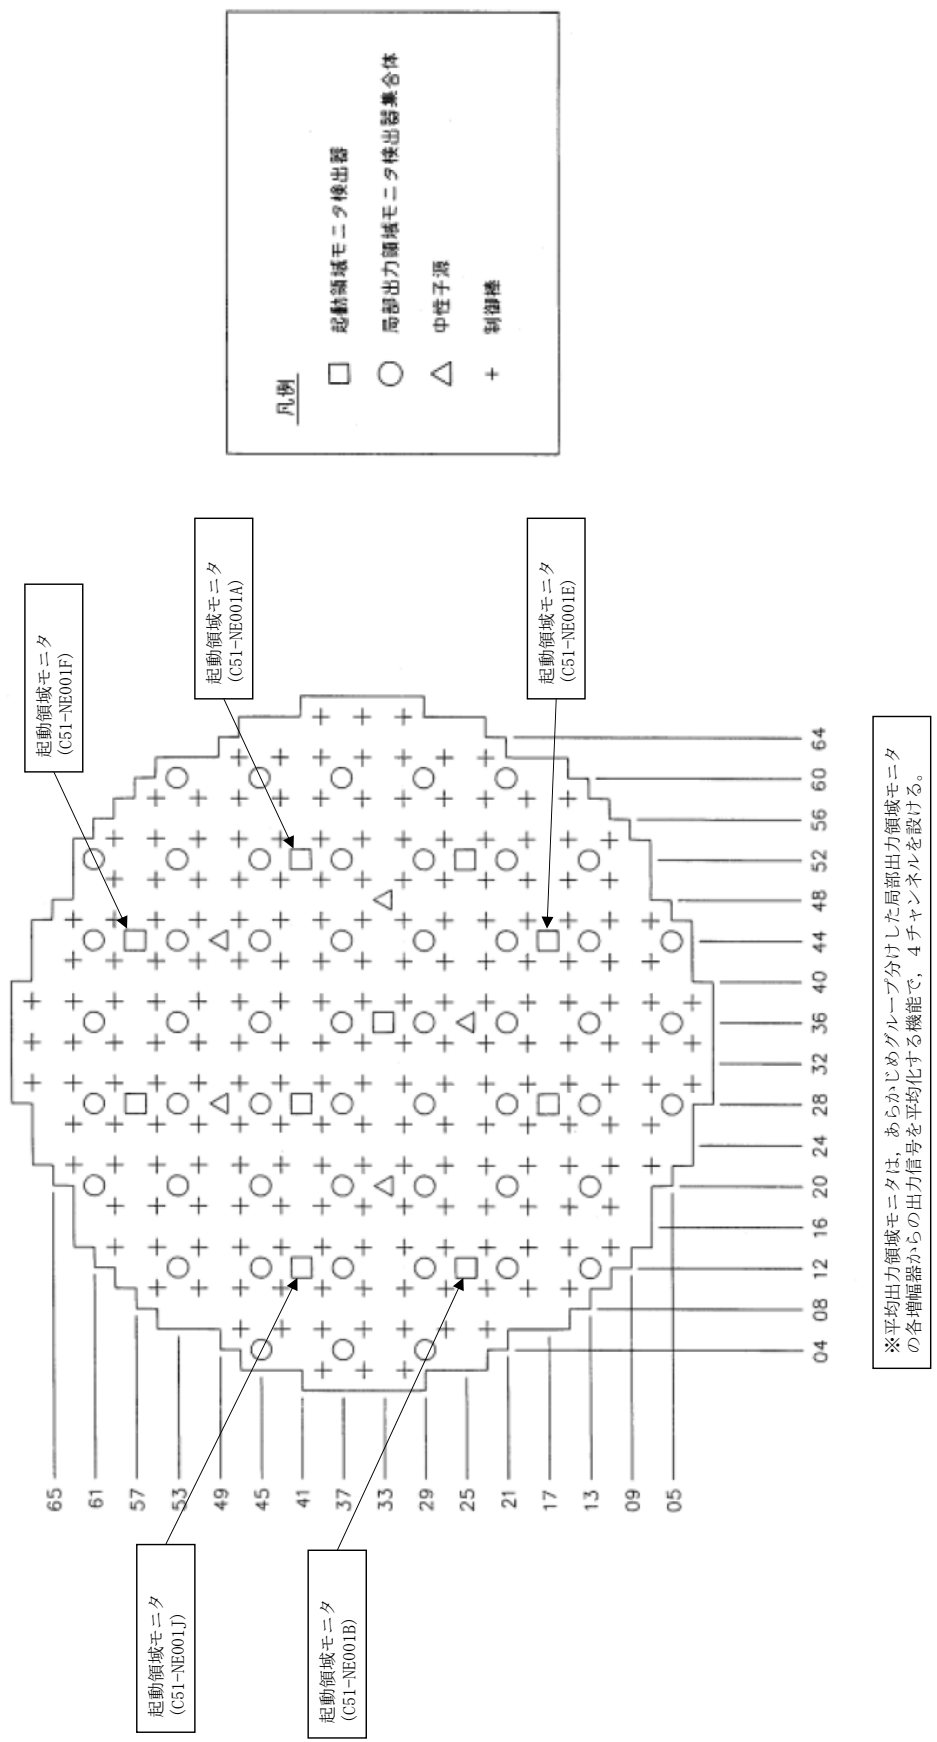 凡例
起動領域モニタ検出器
局部出力領域モニタ検出器集合体
中性子源
制御棒
起動領域モニタ
(C51-NE001F)
起動領域モニタ
(C51-NE001A)
起動領域モニタ
(C51-NE001E)
起動領域モニタ
(C51-NE001J)
起動領域モニタ
(C51-NE001B)
65
61
57
53
49
45
41
37
33
29
25
21
17
13
09
05
04
08
12
16
20
24
28
32
36
40
44
48
52
56
60
64
※平均出力領域モニタは，あらかじめグループ分けした局部出力領域モニタ
の各増幅器からの出力信号を平均化する機能で，４チャンネルを設ける。